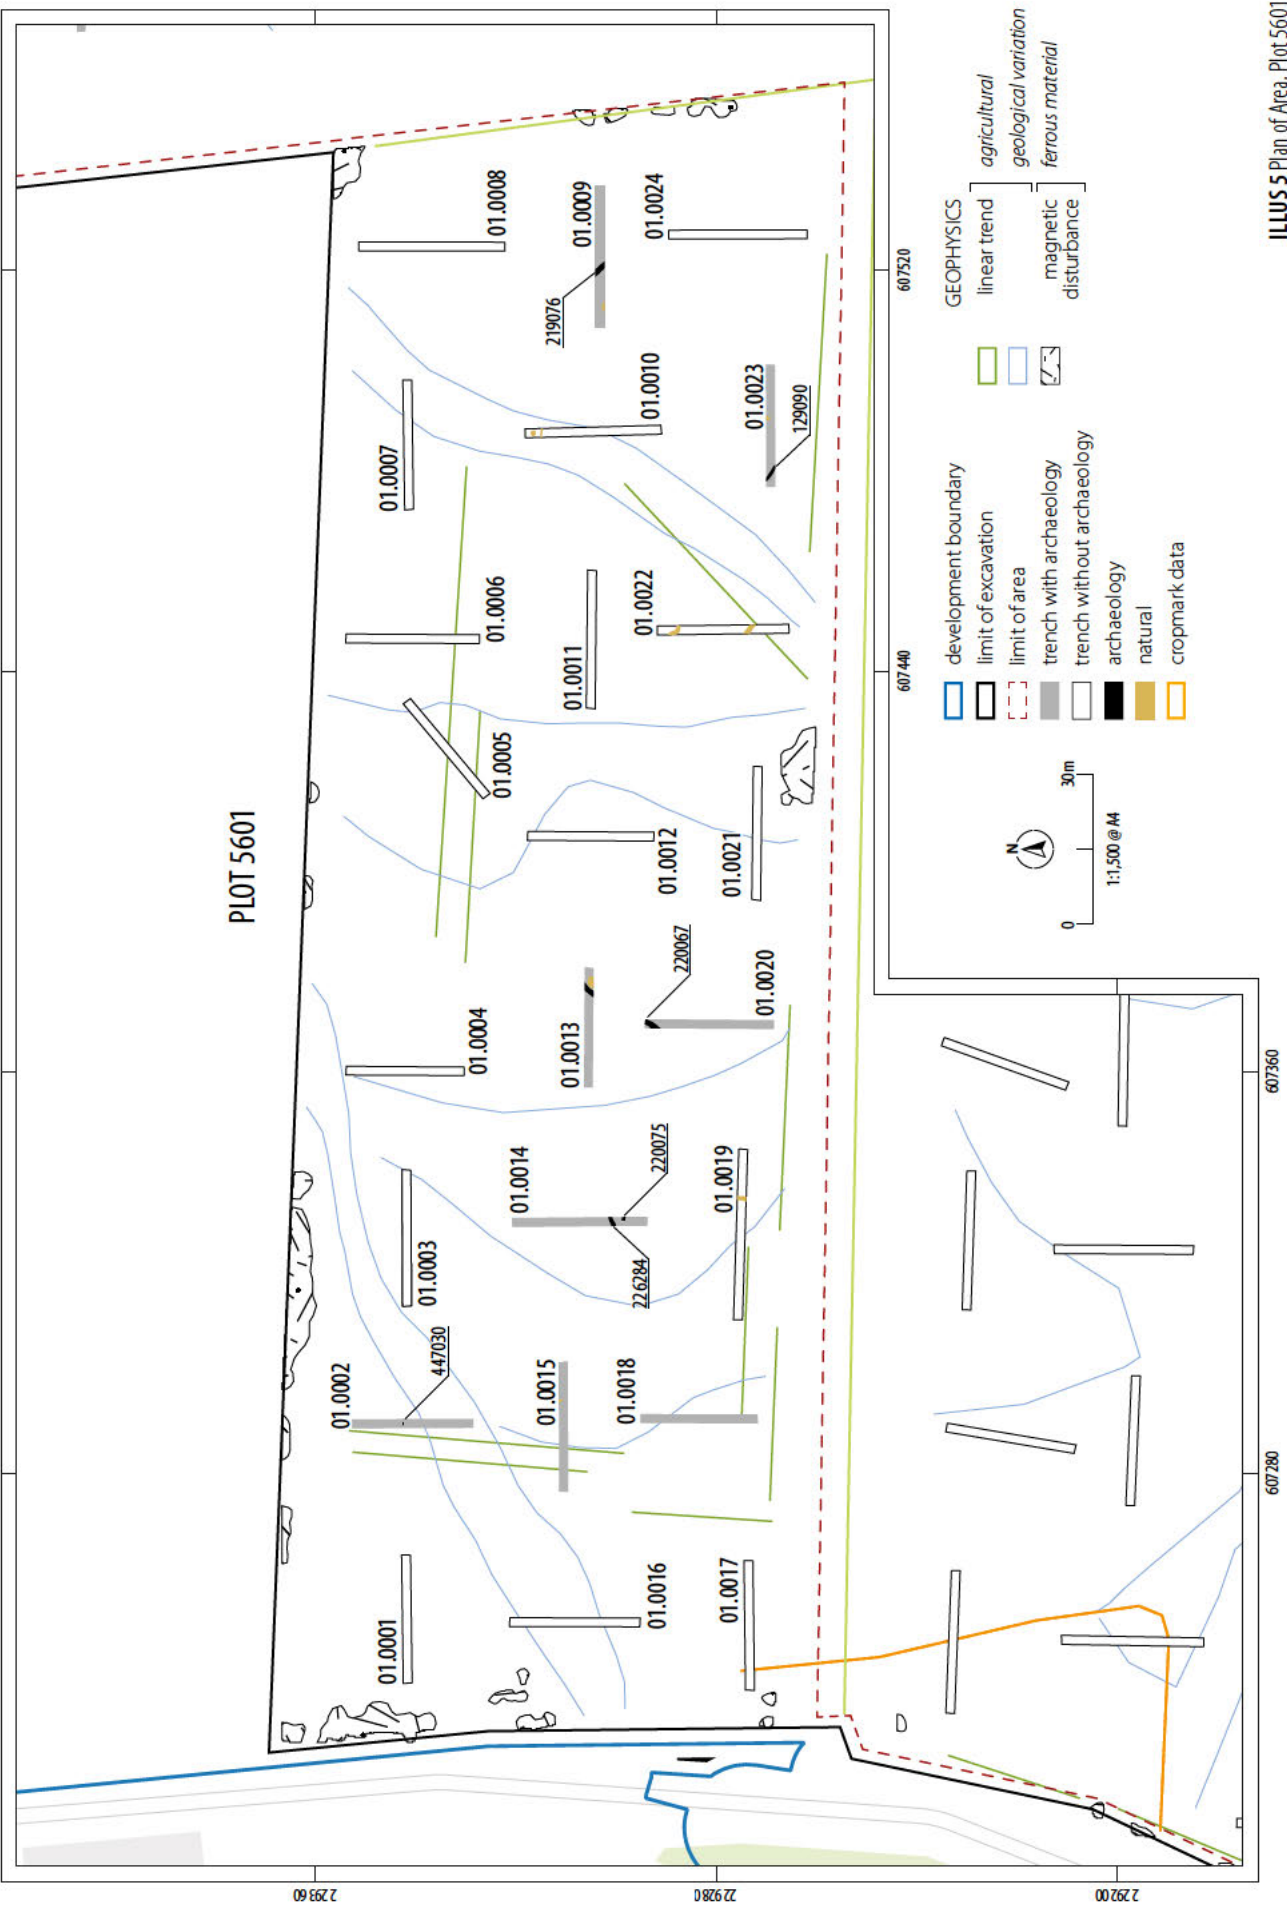 PLOT 5601
01.0001
01.0002
447030
01.0003
01.0004
01.0005
01.0006
01.0007
01.0008
01.0016
01.0015
01.0014
220075
226284
01.0013
01.0012
01.0011
01.0010
219076
01.0009
01.0017
01.0018
01.0019
01.0020
220067
01.0021
01.0022
01.0023
129090
01.0024
229360
229280
229200
607280
607360
607440
607520
N
0
30m
1:1,500 @ A4
development boundary
limit of excavation
limit of area
trench with archaeology
trench without archaeology
archaeology
natural
cropmark data
GEOPHYSICS
linear trend
agricultural
geological variation
magnetic
disturbance
ferrous material
ILLUS 5 Plan of Area, Plot 5601